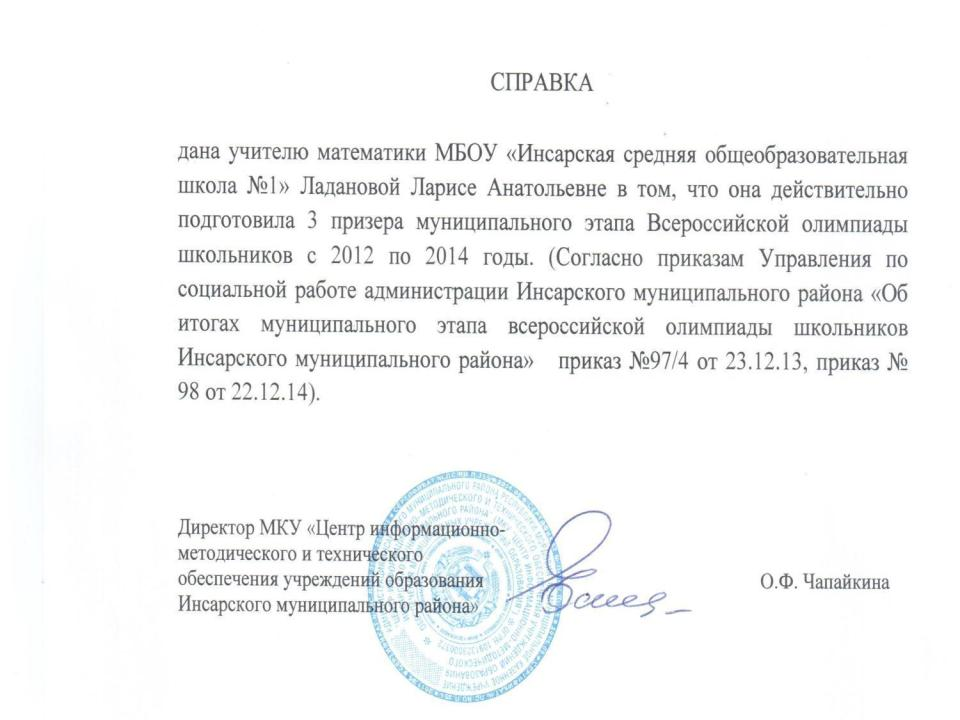 СПРАВКА
дана учителю математики МБОУ «Инсарская средняя общеобразовательная
школа №1» Ладановой Ларисе Анатольевне в том, что она действительно
подготовила 3 призера муниципального этапа Всероссийской олимпиады
школьников с 2012 по 2014 годы. (Согласно приказам Управления по
социальной работе администрации Инсарского муниципального района «Об
итогах муниципального этапа всероссийской олимпиады школьников
Инсарского муниципального района» приказ №97/4 от 23.12.13, приказ №
98 от 22.12.14).
Директор МКУ «Центр информационно-
методического и технического
обеспечения учреждений образования
Инсарского муниципального района»
О.Ф. Чапайкина